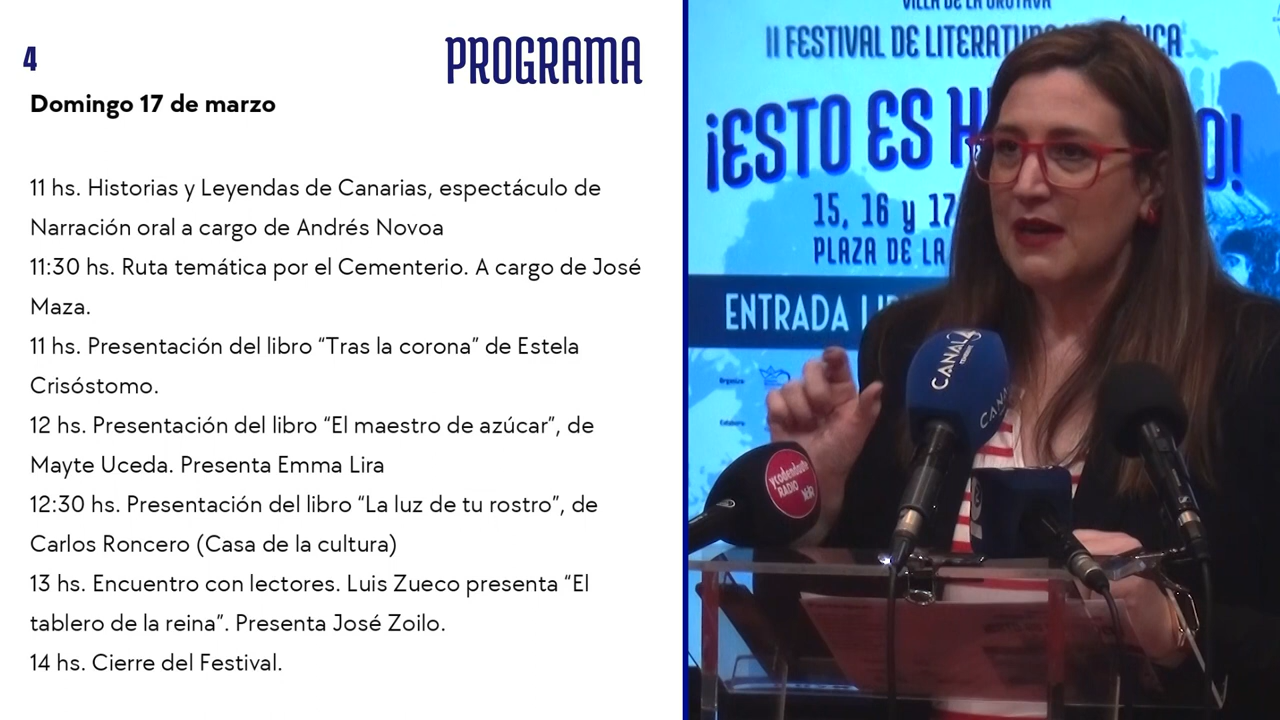 4
PROGRAMA
Domingo 17 de marzo
11 hs. Historias y Leyendas de Canarias, espectáculo de
Narración oral a cargo de Andrés Novoa
11:30 hs. Ruta temática por el Cementerio. A cargo de José
Maza.
11 hs. Presentación del libro “Tras la corona” de Estela
Crisóstomo.
12 hs. Presentación del libro “El maestro de azúcar”, de
Mayte Uceda. Presenta Emma Lira
12:30 hs. Presentación del libro “La luz de tu rostro”, de
Carlos Roncero (Casa de la cultura)
13 hs. Encuentro con lectores. Luis Zueco presenta “El
tablero de la reina”. Presenta José Zoilo.
14 hs. Cierre del Festival.
VILLA DE LA OROTAVA
II FESTIVAL DE
¡ESTO ES
15, 16 y 17
PLAZA DE LA
ENTRADA
Organiza:
CANAL
RADIO